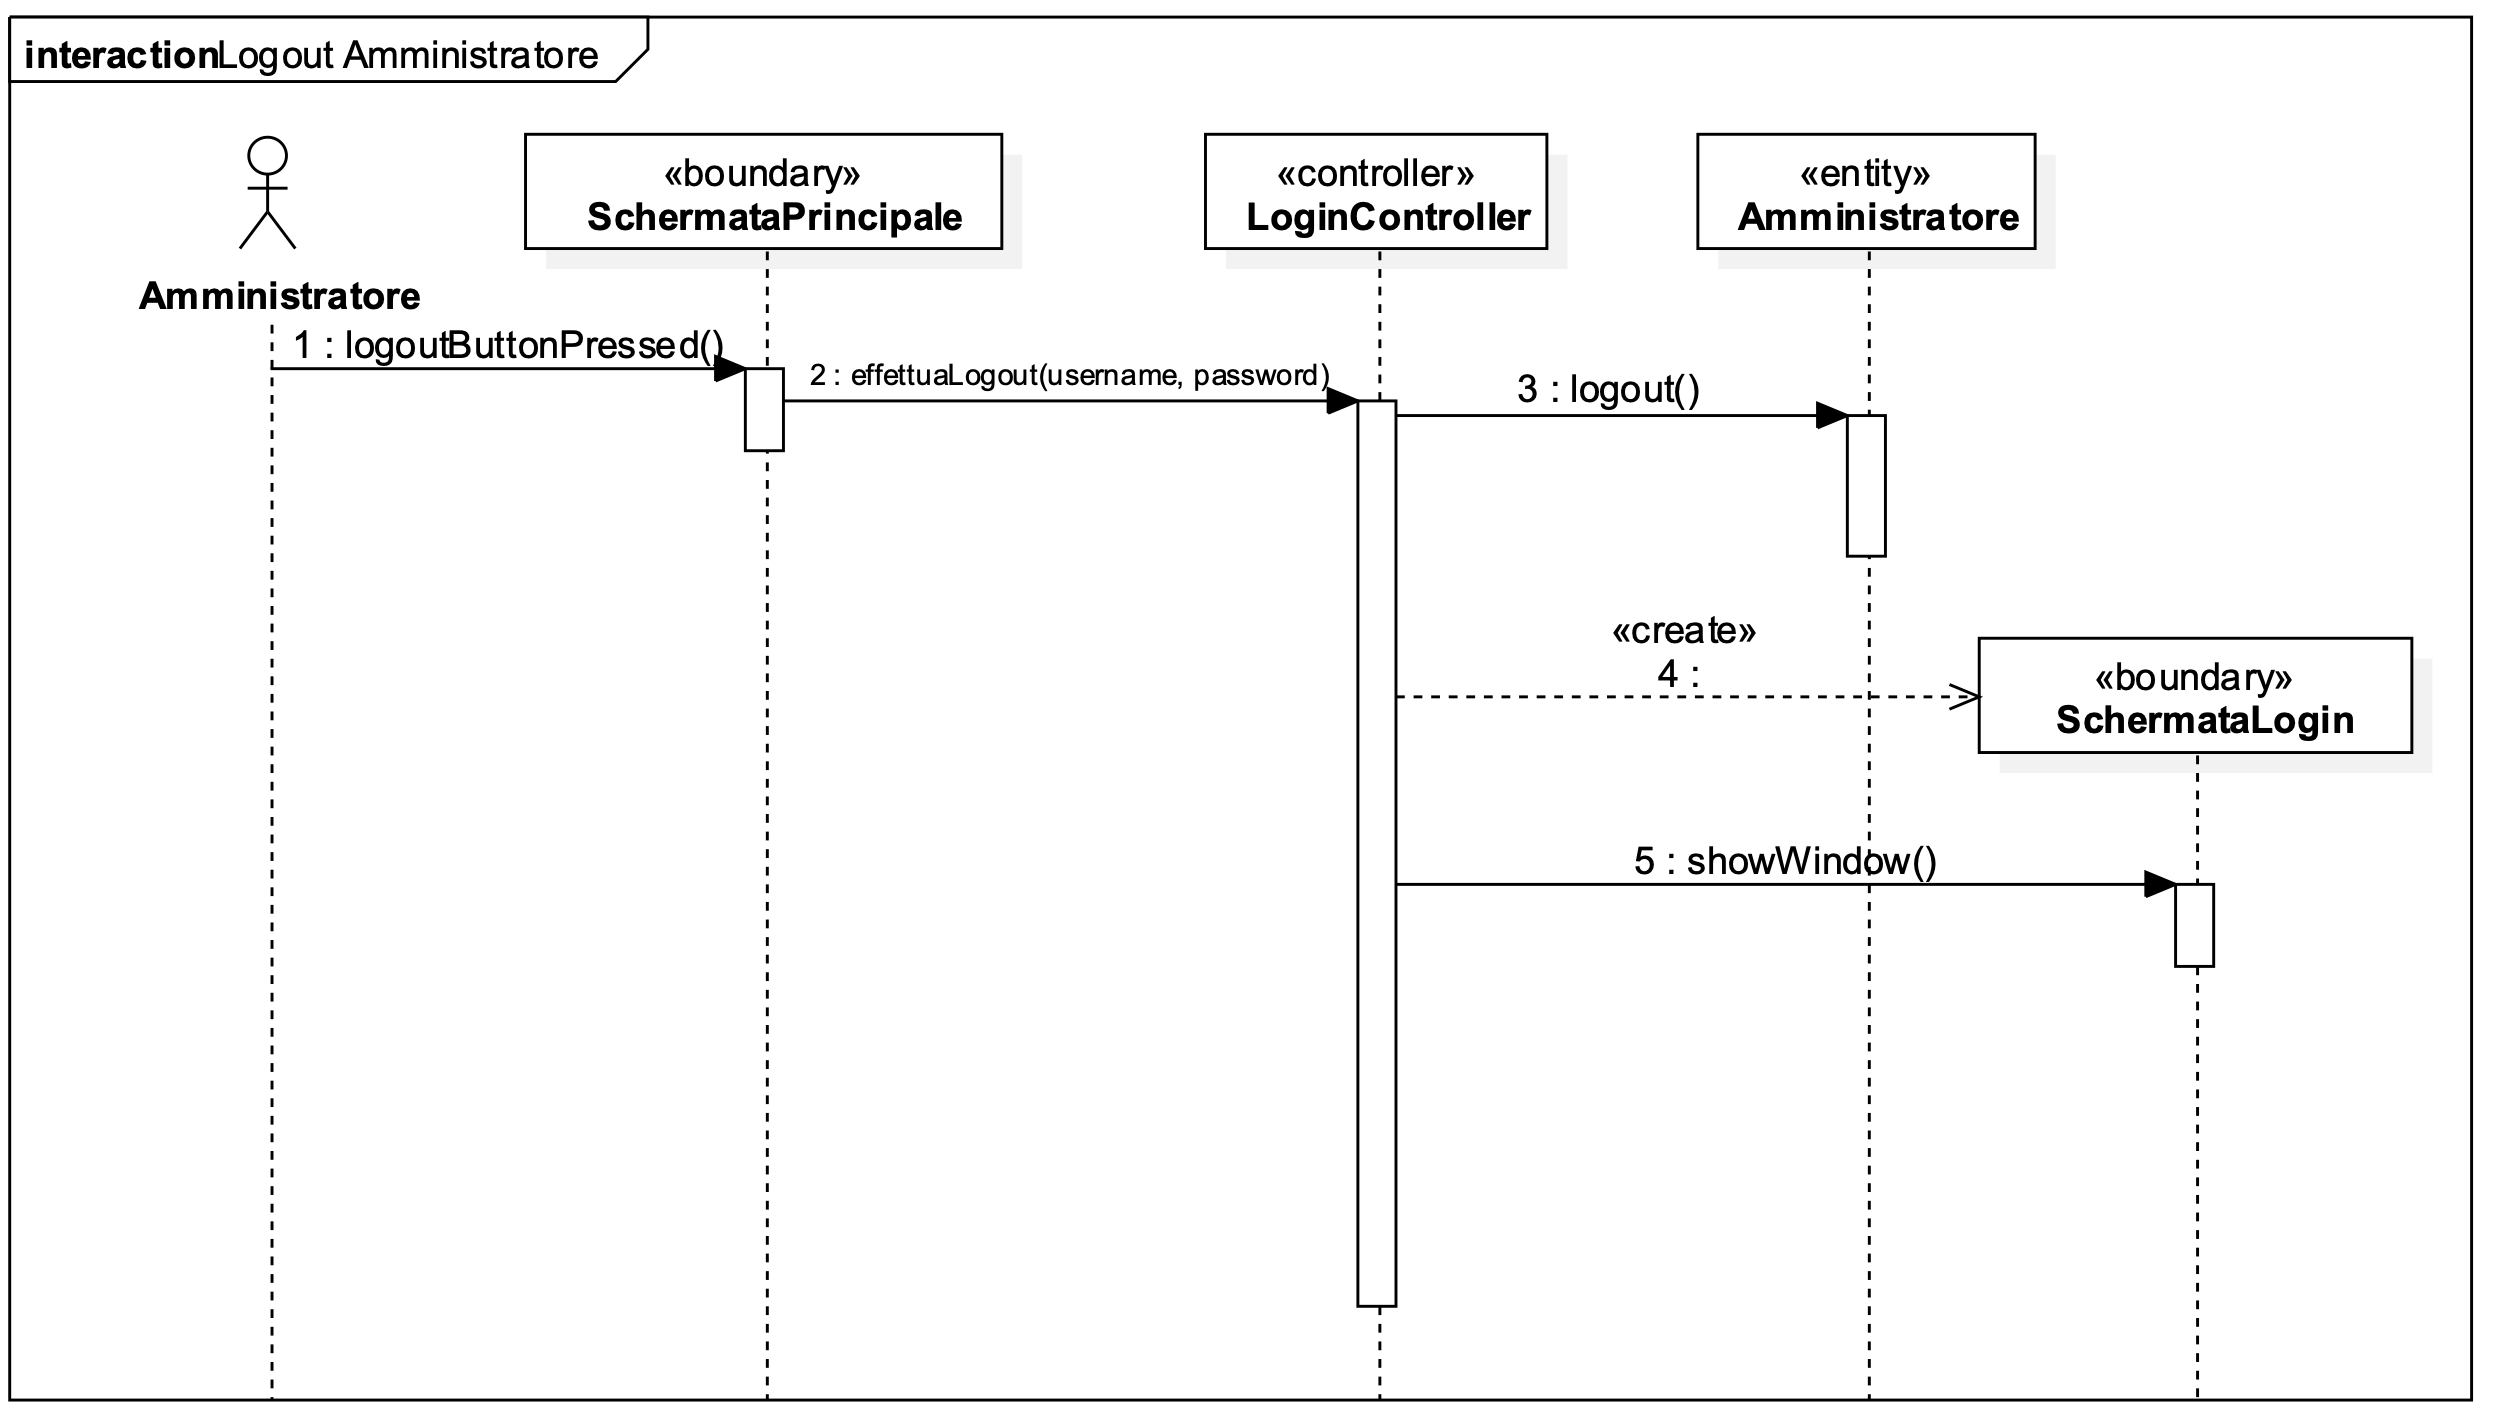 interactionLogout Amministratore
«boundary»
SchermataPrincipale
«controller»
LoginController
«entity»
Amministratore
Amministratore
1 : logoutButtonPressed()
2 : effettuaLogout(username, password)
3 : logout()
«create»
4 :
«boundary»
SchermataLogin
5 : showWindow()